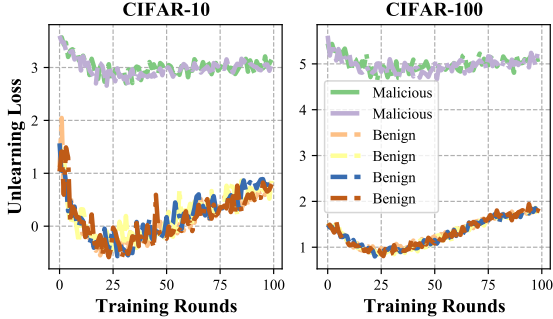 CIFAR-10
CIFAR-100
Unlearning Loss
3
2
1
0
0
25
50
75
100
Training Rounds
5
4
3
2
1
Malicious
Malicious
Benign
Benign
Benign
Benign
0
25
50
75
100
Training Rounds